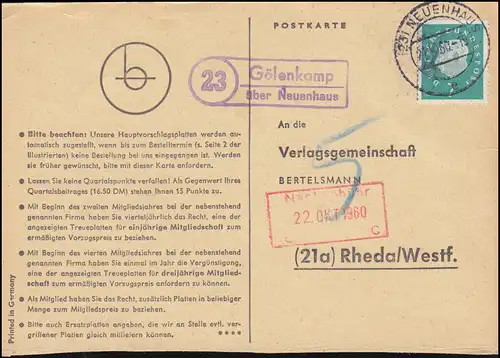 POSTKARTE
(23) NEUENHAUS
b
23
Gölenkamp
über Neuenhaus
An die
Verlagsgemeinschaft
BERTELSMANN
5
Nachgebühr
22. OKT 1960
(21a) Rheda/Westf.
● Bitte beachten! Unsere Hauptvorschlagsplatten werden au-
tomatisch zugestellt, wenn bis zum Bestelltermin (s. Seite 2 der
Illustrierten) keine Bestellung bei uns eingegangen ist. Werden
sie früher gewünscht, bitte mit dieser Karte anfordern.
● Lassen Sie keine Quartalspunkte verfallen! Als Gegenwert Ihres
Quartalsbeitrages (16.50 DM) stehen Ihnen 15 Punkte zu.
● Mit Beginn des zweiten Mitgliedsjahres bei der nebenstehend
genannten Firma haben Sie vierteljährlich das Recht, eine der
angezeigten Treueplatten für einjährige Mitgliedschaft zum
ermäßigten Vorzugspreis zu beziehen.
● Mit Beginn des vierten Mitgliedsjahres bei der nebenstehend
genannten Firma haben Sie einmal im Jahr die Vergünstigung,
eine der angezeigten Treueplatten für dreijährige Mitglied-
schaft zum ermäßigten Vorzugspreis anfordern zu können.
● Als Mitglied haben Sie das Recht, zusätzlich Platten in beliebiger
Menge zum Mitgliedspreis zu beziehen.
● Bitte auch Ersatzplatten angeben, die wir an Stelle evtl. ver-
griffener Platten gleich mitliefern können.
****
Printed in Germany